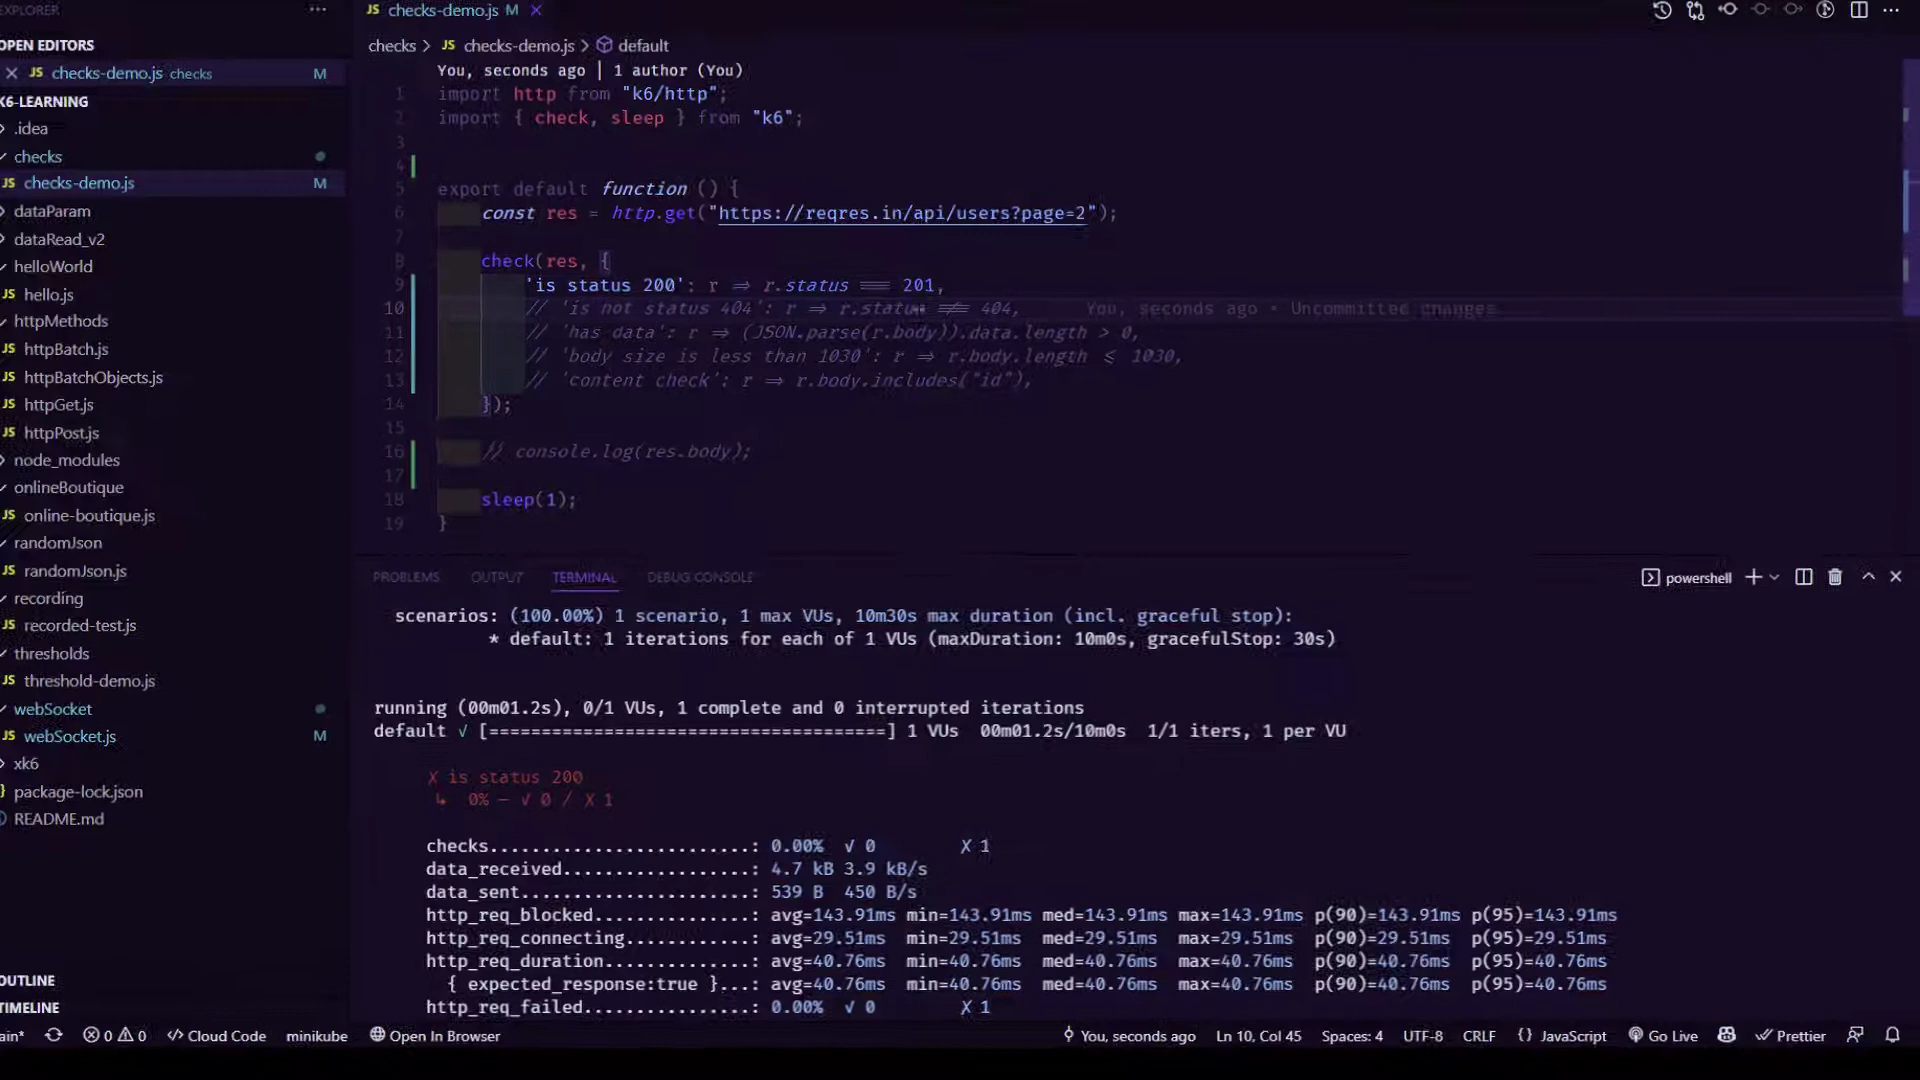 EXPLORER
OPEN EDITORS
checks-demo.js checks M
K6-LEARNING
.idea
checks
checks-demo.js M
dataParam
dataRead_v2
helloWorld
hello.js
httpMethods
httpBatch.js
httpBatchObjects.js
httpGet.js
httpPost.js
node_modules
onlineBoutique
online-boutique.js
randomJson
randomJson.js
recording
recorded-test.js
thresholds
threshold-demo.js
webSocket
webSocket.js M
xk6
package-lock.json
README.md
OUTLINE
TIMELINE
JS checks-demo.js M
checks > JS checks-demo.js > default
You, seconds ago | 1 author (You)
1 import http from "k6/http";
2 import { check, sleep } from "k6";
3
4
5 export default function () {
6 const res = http.get("https://reqres.in/api/users?page=2");
7
8 check(res, {
9 'is status 200': r => r.status === 201,
10 // 'is not status 404': r => r.status !== 404, You, seconds ago • Uncommitted changes
11 // 'has data': r => (JSON.parse(r.body)).data.length > 0,
12 // 'body size is less than 1030': r => r.body.length <= 1030,
13 // 'content check': r => r.body.includes("id"),
14 });
15
16 // console.log(res.body);
17
18 sleep(1);
19 }
PROBLEMS OUTPUT TERMINAL DEBUG CONSOLE powershell
scenarios: (100.00%) 1 scenario, 1 max VUs, 10m30s max duration (incl. graceful stop):
* default: 1 iterations for each of 1 VUs (maxDuration: 10m0s, gracefulStop: 30s)
running (00m01.2s), 0/1 VUs, 1 complete and 0 interrupted iterations
default √ [======================================] 1 VUs 00m01.2s/10m0s 1/1 iters, 1 per VU
X is status 200
↳ 0% — √ 0 / X 1
checks.........................: 0.00% √ 0 X 1
data_received..................: 4.7 kB 3.9 kB/s
data_sent......................: 539 B 450 B/s
http_req_blocked...............: avg=143.91ms min=143.91ms med=143.91ms max=143.91ms p(90)=143.91ms p(95)=143.91ms
http_req_connecting............: avg=29.51ms min=29.51ms med=29.51ms max=29.51ms p(90)=29.51ms p(95)=29.51ms
http_req_duration..............: avg=40.76ms min=40.76ms med=40.76ms max=40.76ms p(90)=40.76ms p(95)=40.76ms
{ expected_response:true }...: avg=40.76ms min=40.76ms med=40.76ms max=40.76ms p(90)=40.76ms p(95)=40.76ms
http_req_failed................: 0.00% √ 0 X 1
ain* 0 0 Cloud Code minikube Open In Browser You, seconds ago Ln 10, Col 45 Spaces: 4 UTF-8 CRLF {} JavaScript Go Live Prettier